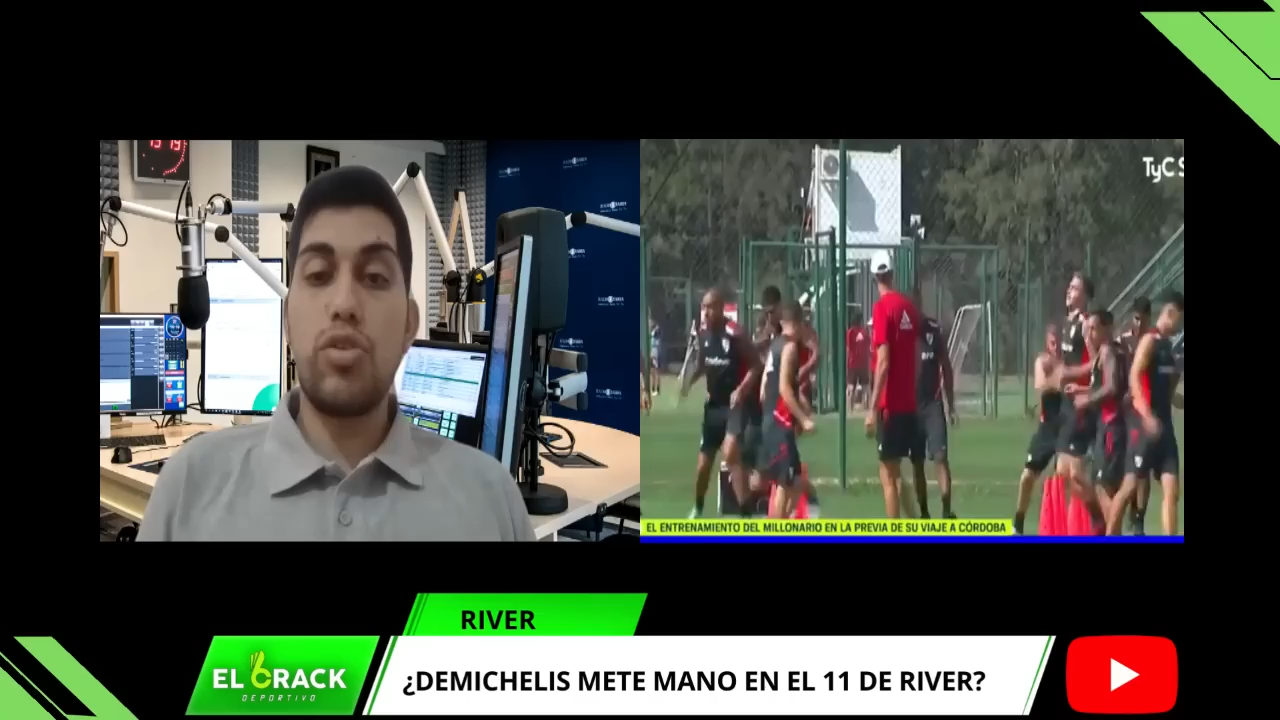 TyC S
EL ENTRENAMIENTO DEL MILLONARIO EN LA PREVIA DE SU VIAJE A CÓRDOBA
RIVER
EL CRACK
DEPORTIVO
¿DEMICHELIS METE MANO EN EL 11 DE RIVER?